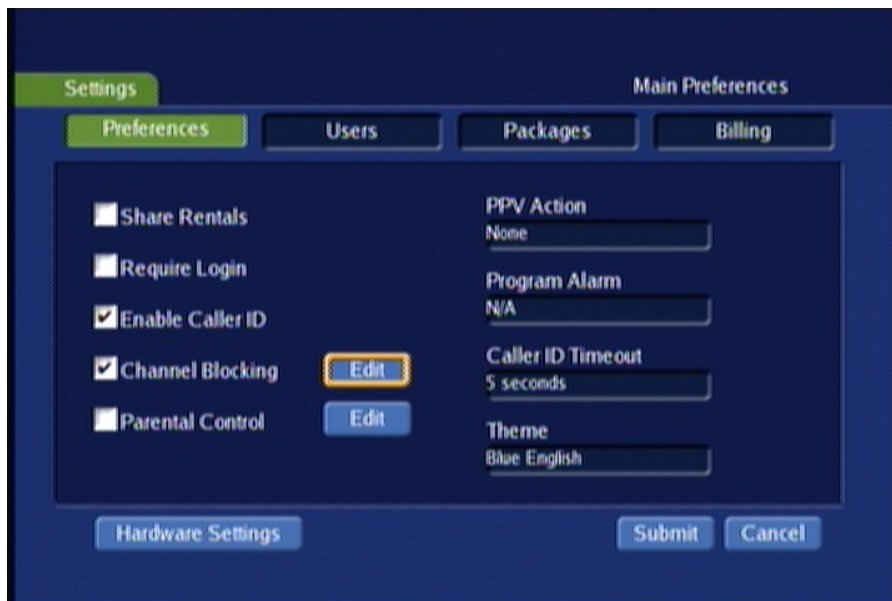 Settings
Main Preferences
Preferences
Users
Packages
Billing
Share Rentals
Require Login
Enable Caller ID
Channel Blocking
Edit
Parental Control
Edit
PPV Action
None
Program Alarm
N/A
Caller ID Timeout
5 seconds
Theme
Blue English
Hardware Settings
Submit
Cancel